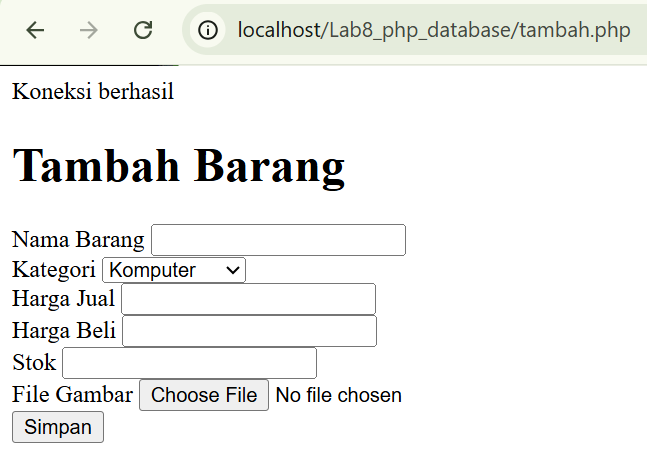 localhost/Lab8_php_database/tambah.php
Koneksi berhasil
Tambah Barang
Nama Barang
Kategori Komputer
Harga Jual
Harga Beli
Stok
File Gambar Choose File No file chosen
Simpan